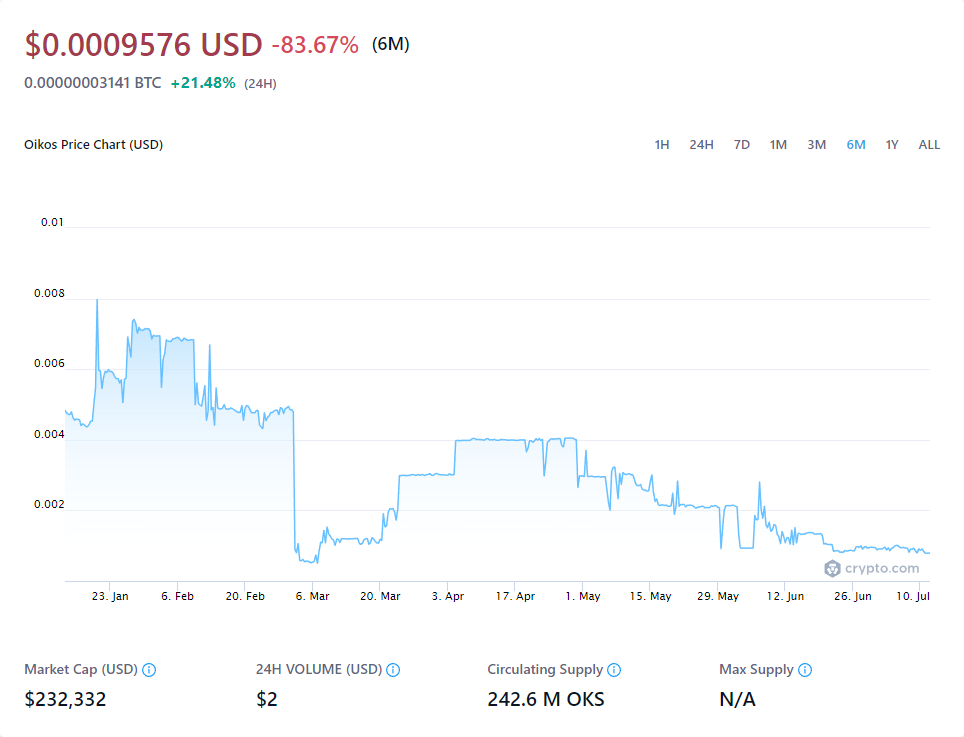 $0.0009576 USD -83.67% (6M)
0.00000003141 BTC +21.48% (24H)
Oikos Price Chart (USD) 1H 24H 7D 1M 3M 6M 1Y ALL
0.01
0.008
0.006
0.004
0.002
crypto.com
23. Jan 6. Feb 20. Feb 6. Mar 20. Mar 3. Apr 17. Apr 1. May 15. May 29. May 12. Jun 26. Jun 10. Jul
Market Cap (USD) 24H VOLUME (USD) Circulating Supply Max Supply
$232,332 $2 242.6 M OKS N/A